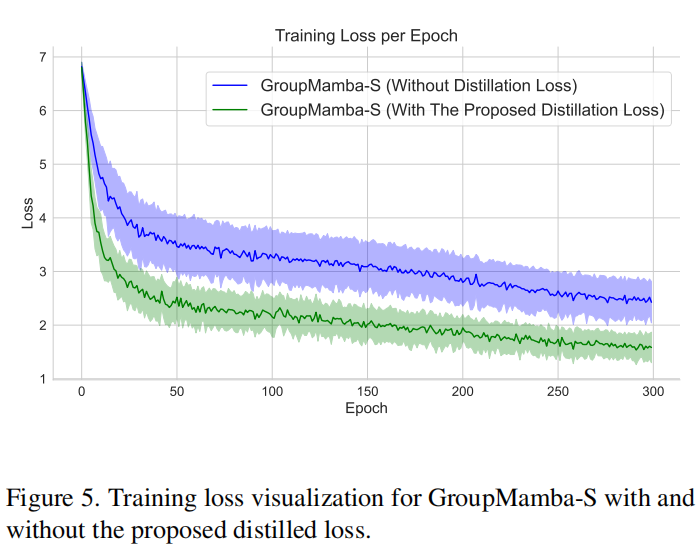 Training Loss per Epoch
7
6
5
4
3
2
1
Loss
GroupMamba-S (Without Distillation Loss)
GroupMamba-S (With The Proposed Distillation Loss)
0 50 100 150 200 250 300
Epoch
Figure 5. Training loss visualization for GroupMamba-S with and
without the proposed distilled loss.